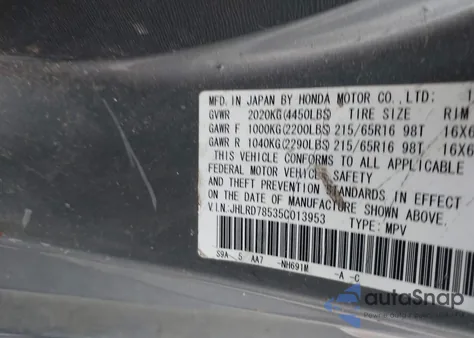 MFD. IN JAPAN BY HONDA MOTOR CO., LTD: 1
GVWR 2020KG(4450LBS) TIRE SIZE RIM
GAWR F 1000KG(2200LBS) 215/65R16 98T 16X6
GAWR R 1040KG(2290LBS) 215/65R16 98T 16X6
THIS VEHICLE CONFORMS TO ALL APPLICABLE
FEDERAL MOTOR VEHICLE SAFETY
AND THEFT PREVENTION STANDARDS IN EFFECT
ON THE DATE OF MANUFACTURE SHOWN ABOVE.
V.I.N.:JHLRD78535C013953 TYPE: MPV
S9A 5 AA7 -NH691M -A -C
autoSnap